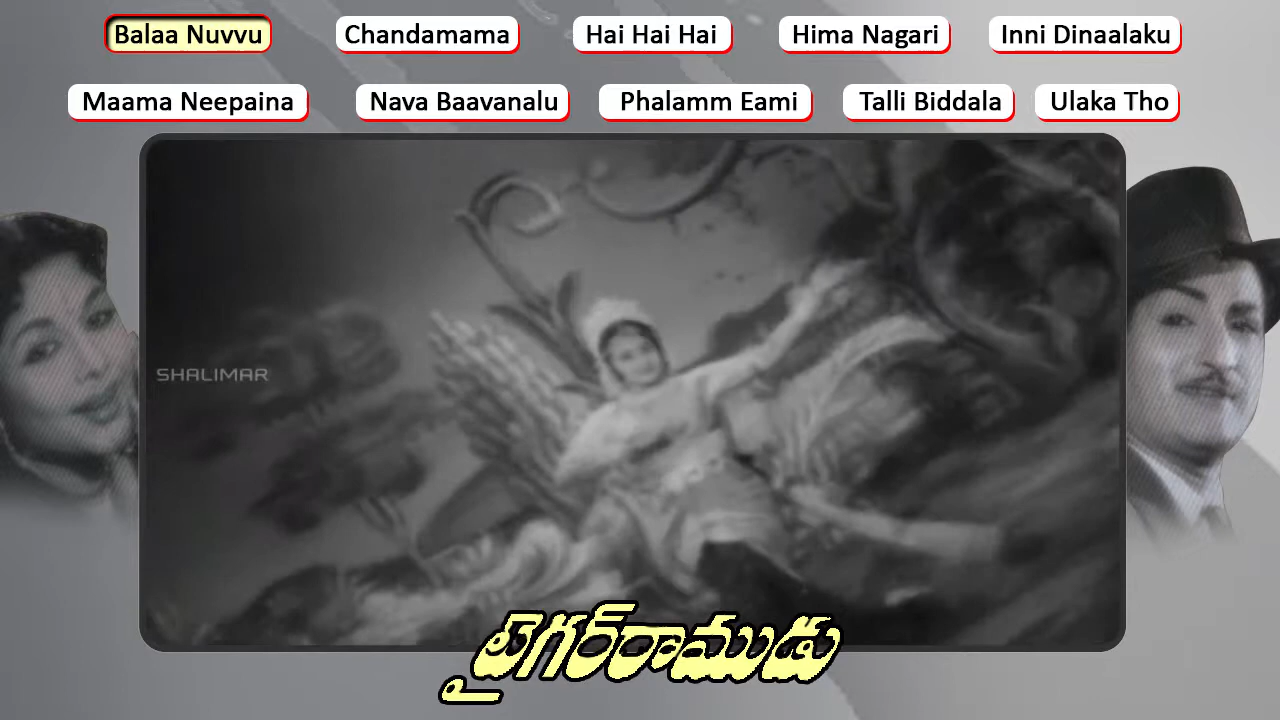 Balaa Nuvvu Chandamama Hai Hai Hai Hima Nagari Inni Dinaalaku
Maama Neepaina Nava Baavanalu Phalamm Eami Talli Biddala Ulaka Tho
SHALIMAR
టైగర్ రాముడు